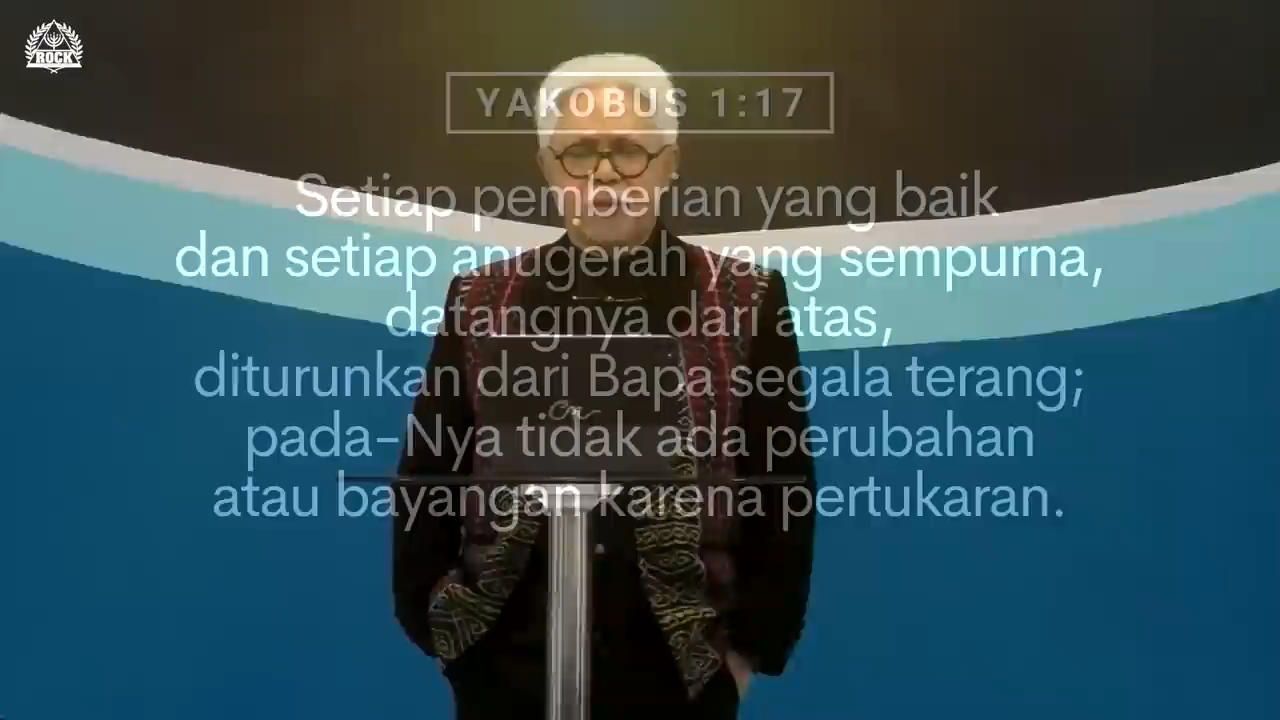 ROCK
YAKOBUS 1:17
Setiap pemberian yang baik
dan setiap anugerah yang sempurna,
datangnya dari atas,
diturunkan dari Bapa segala terang;
pada-Nya tidak ada perubahan
atau bayangan karena pertukaran.
On